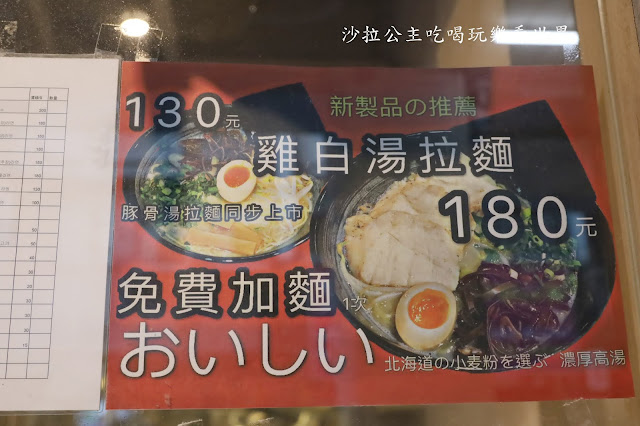 沙拉公主吃喝玩樂看世界
130元
新製品の推薦
雞白湯拉麵
豚骨湯拉麵同步上市
180元
免費加麵 1次
おいしい
北海道の小麦粉を選ぶ 濃厚高湯